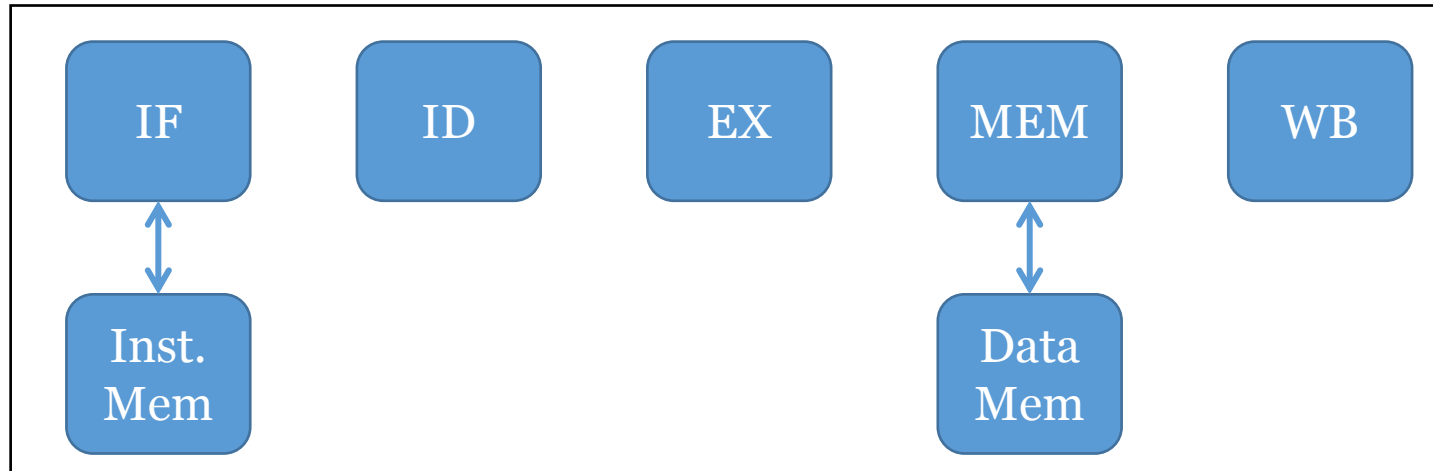 IF
ID
EX
MEM
WB
Inst.
Mem
Data
Mem